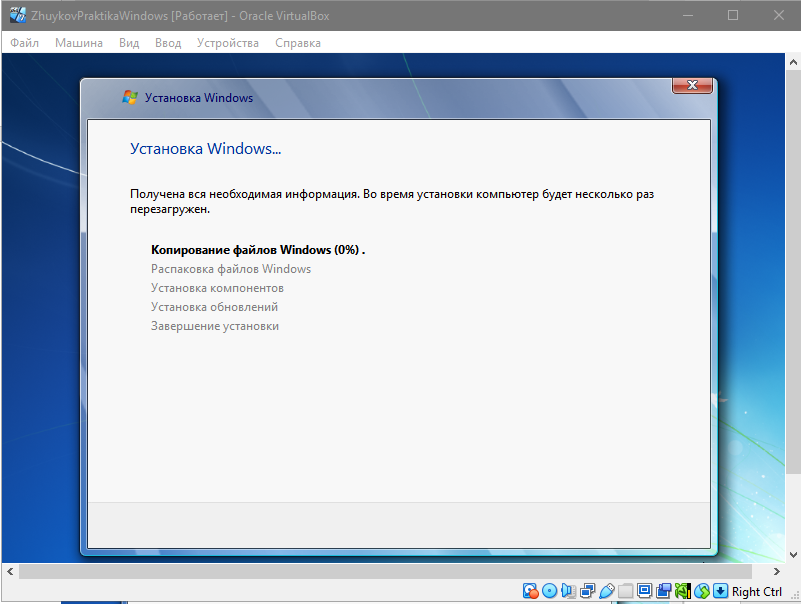 ZhuykovPraktikaWindows [Работает] - Oracle VirtualBox
Файл Машина Вид Ввод Устройства Справка
Установка Windows
Установка Windows...
Получена вся необходимая информация. Во время установки компьютер будет несколько раз
перезагружен.
Копирование файлов Windows (0%) .
Распаковка файлов Windows
Установка компонентов
Установка обновлений
Завершение установки
Right Ctrl